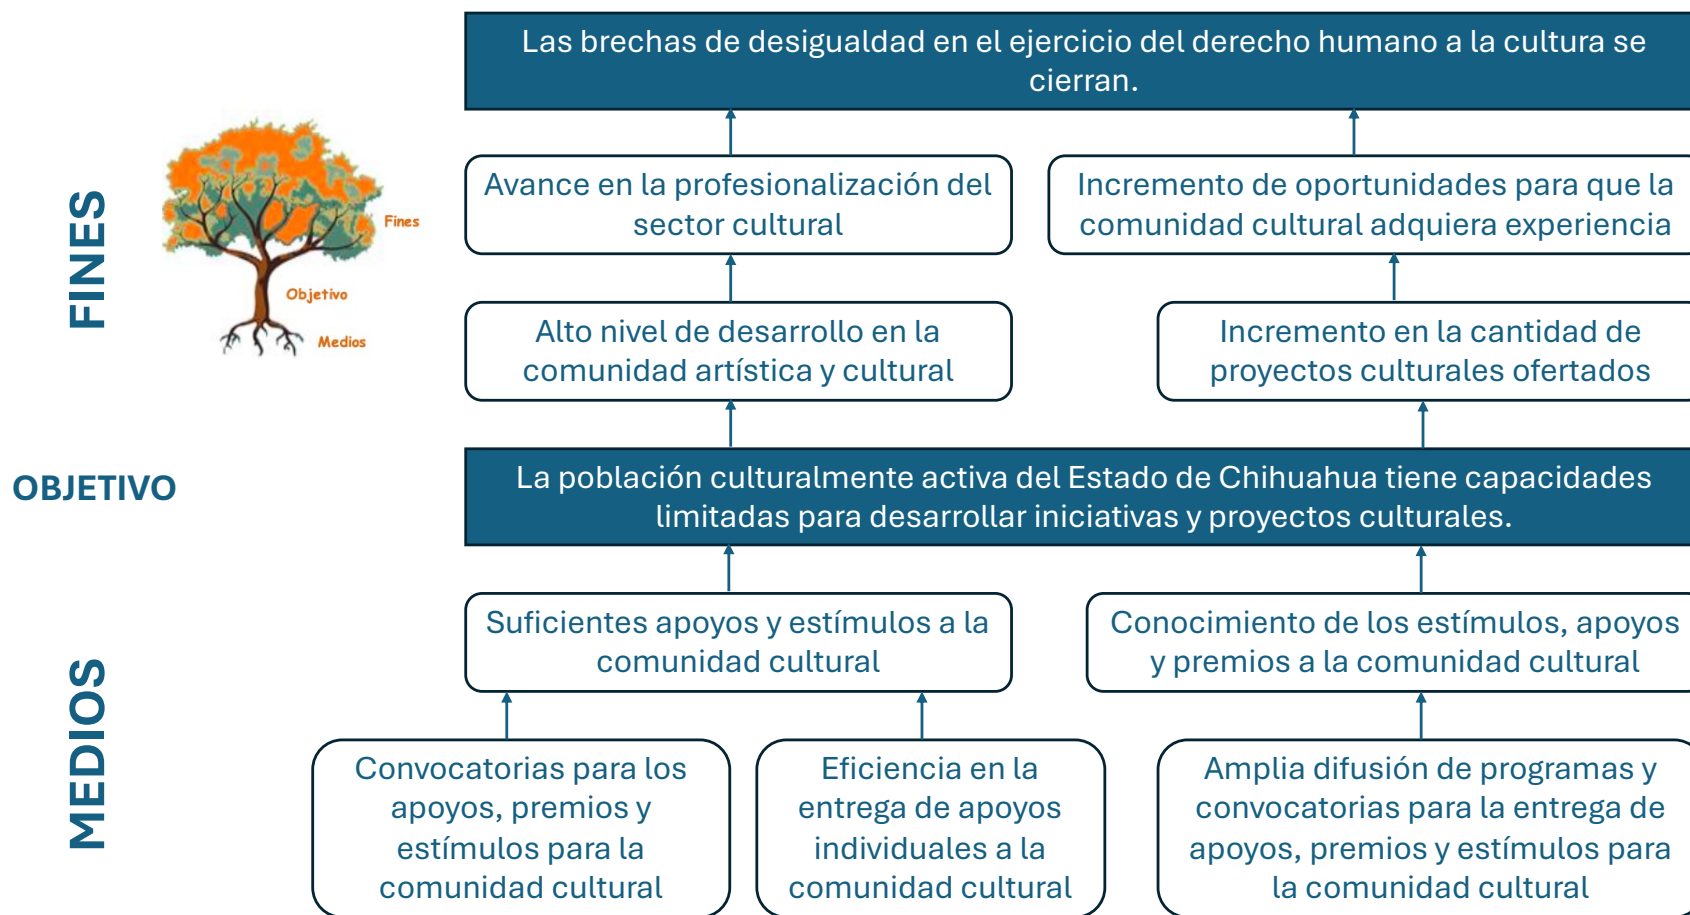 Las brechas de desigualdad en el ejercicio del derecho humano a la cultura se
cierran.
FINES
Fines
Objetivo
Medios
Avance en la profesionalización del
sector cultural
Incremento de oportunidades para que la
comunidad cultural adquiera experiencia
Alto nivel de desarrollo en la
comunidad artística y cultural
Incremento en la cantidad de
proyectos culturales ofertados
OBJETIVO
La población culturalmente activa del Estado de Chihuahua tiene capacidades
limitadas para desarrollar iniciativas y proyectos culturales.
MEDIOS
Suficientes apoyos y estímulos a la
comunidad cultural
Conocimiento de los estímulos, apoyos
y premios a la comunidad cultural
Convocatorias para los
apoyos, premios y
estímulos para la
comunidad cultural
Eficiencia en la
entrega de apoyos
individuales a la
comunidad cultural
Amplia difusión de programas y
convocatorias para la entrega de
apoyos, premios y estímulos para
la comunidad cultural